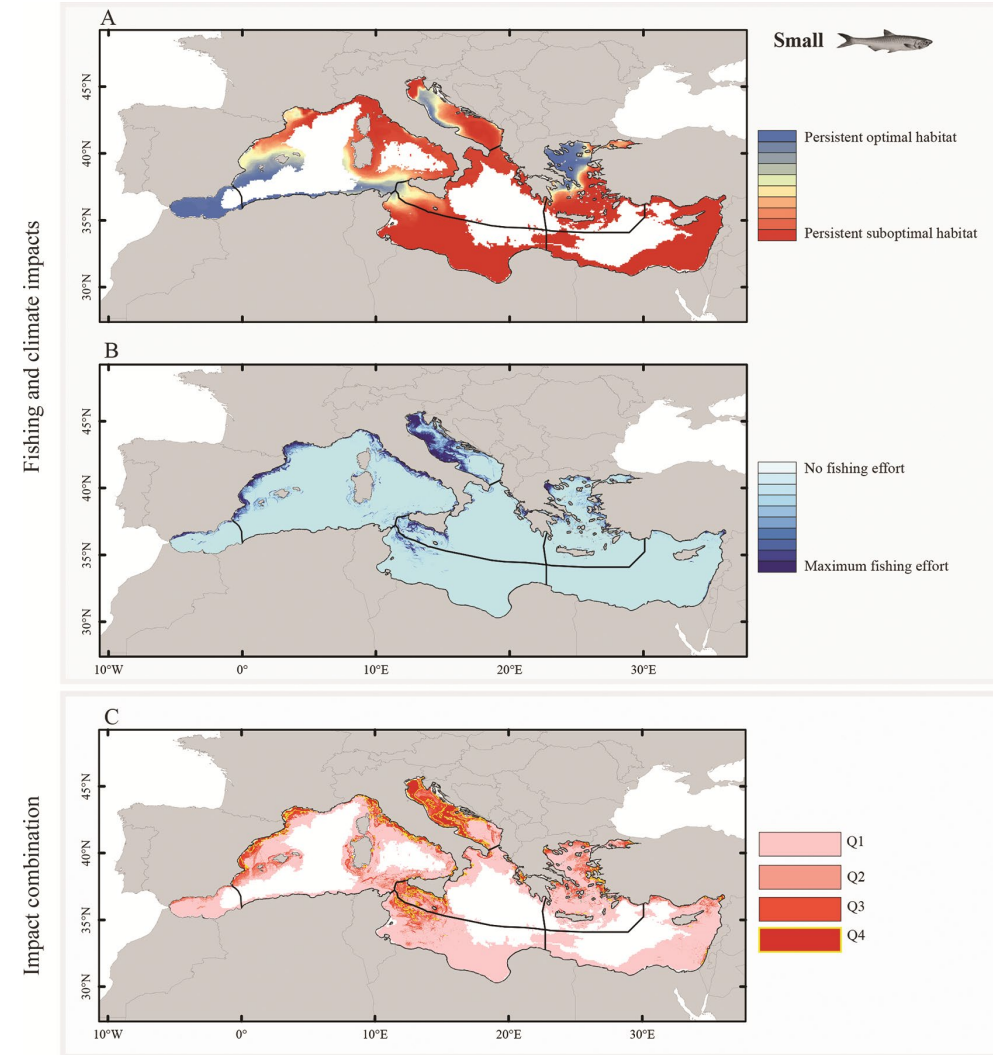 Fishing and climate impacts
A
Small
45°N
40°N
35°N
30°N
Persistent optimal habitat
Persistent suboptimal habitat
B
45°N
40°N
35°N
30°N
10°W 0° 10°E 20°E 30°E
No fishing effort
Maximum fishing effort
Impact combination
C
45°N
40°N
35°N
30°N
10°W 0° 10°E 20°E 30°E
Q1
Q2
Q3
Q4